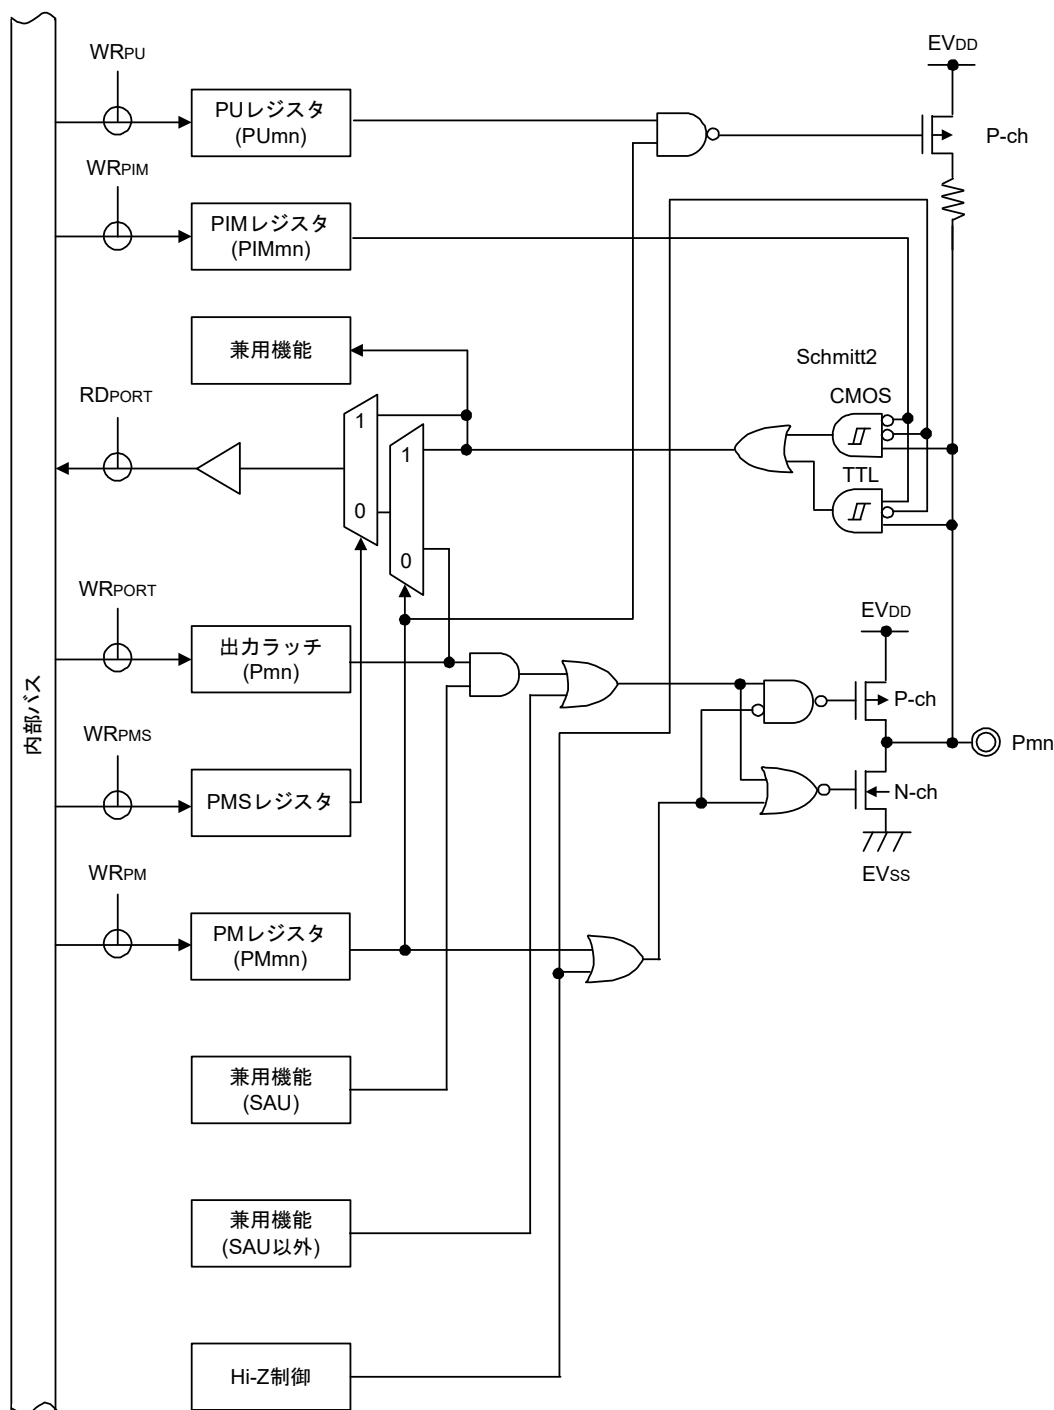 WRPU
EVDD
PUレジスタ
(PUmn)
P-ch
WRPIM
PIMレジスタ
(PIMmn)
兼用機能
Schmitt2
CMOS
RDPORT
1
1
TTL
0
0
WRPORT
EVDD
出力ラッチ
(Pmn)
P-ch
内部バス
WRPMS
Pmn
PMSレジスタ
N-ch
EVSS
WRPM
PMレジスタ
(PMmn)
兼用機能
(SAU)
兼用機能
(SAU以外)
Hi-Z制御